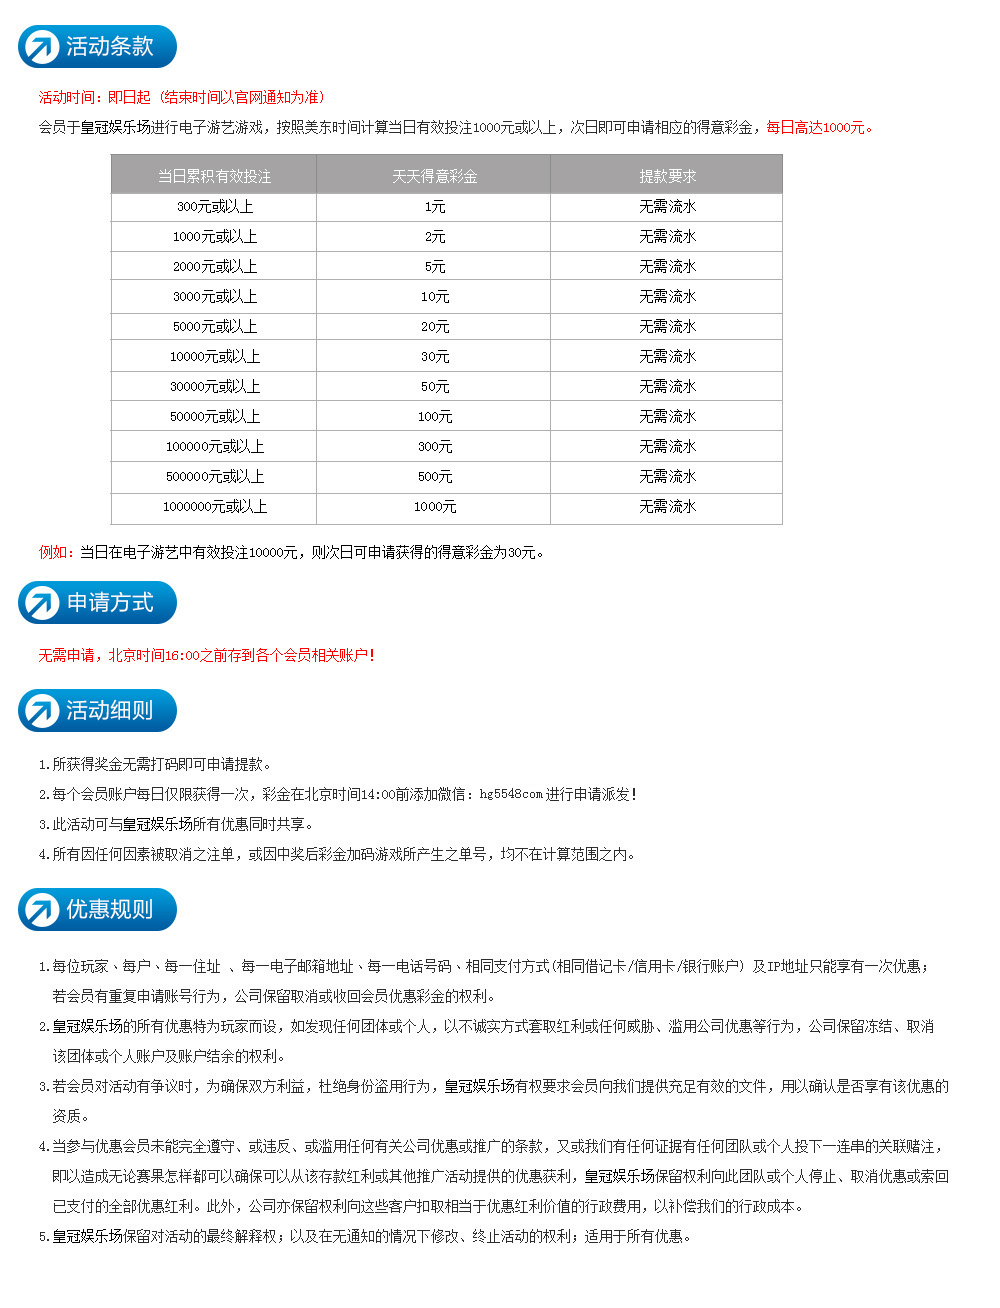 活动条款
活动时间：即日起（结束时间以官网通知为准）
会员于皇冠娱乐场进行电子游艺游戏，按照美东时间计算当日有效投注1000元或以上，次日即可申请相应的得意彩金，每日高达1000元。
当日累积有效投注 天天得意彩金 提款要求
300元或以上 1元 无需流水
1000元或以上 2元 无需流水
2000元或以上 5元 无需流水
3000元或以上 10元 无需流水
5000元或以上 20元 无需流水
10000元或以上 30元 无需流水
30000元或以上 50元 无需流水
50000元或以上 100元 无需流水
100000元或以上 300元 无需流水
500000元或以上 500元 无需流水
1000000元或以上 1000元 无需流水
例如：当日在电子游艺中有效投注10000元，则次日可申请获得的得意彩金为30元。
申请方式
无需申请，北京时间16:00之前存到各个会员相关账户！
活动细则
1.所获得奖金无需打码即可申请提款。
2.每个会员账户每日仅限获得一次，彩金在北京时间14:00前添加微信：hg5548com进行申请派发！
3.此活动可与皇冠娱乐场所有优惠同时共享。
4.所有因任何因素被取消之注单，或因中奖后彩金加码游戏所产生之单号，均不在计算范围之内。
优惠规则
1.每位玩家、每户、每一住址 、每一电子邮箱地址、每一电话号码、相同支付方式(相同借记卡/信用卡/银行账户) 及IP地址只能享有一次优惠；
若会员有重复申请账号行为，公司保留取消或收回会员优惠彩金的权利。
2.皇冠娱乐场的所有优惠特为玩家而设，如发现任何团体或个人，以不诚实方式套取红利或任何威胁、滥用公司优惠等行为，公司保留冻结、取消
该团体或个人账户及账户结余的权利。
3.若会员对活动有争议时，为确保双方利益，杜绝身份盗用行为，皇冠娱乐场有权要求会员向我们提供充足有效的文件，用以确认是否享有该优惠的
资质。
4.当参与优惠会员未能完全遵守、或违反、或滥用任何有关公司优惠或推广的条款，又或我们有任何证据有任何团队或个人投下一连串的关联赌注，
即以造成无论赛果怎样都可以确保可以从该存款红利或其他推广活动提供的优惠获利，皇冠娱乐场保留权利向此团队或个人停止、取消优惠或索回
已支付的全部优惠红利。此外，公司亦保留权利向这些客户扣取相当于优惠红利价值的行政费用，以补偿我们的行政成本。
5.皇冠娱乐场保留对活动的最终解释权；以及在无通知的情况下修改、终止活动的权利；适用于所有优惠。